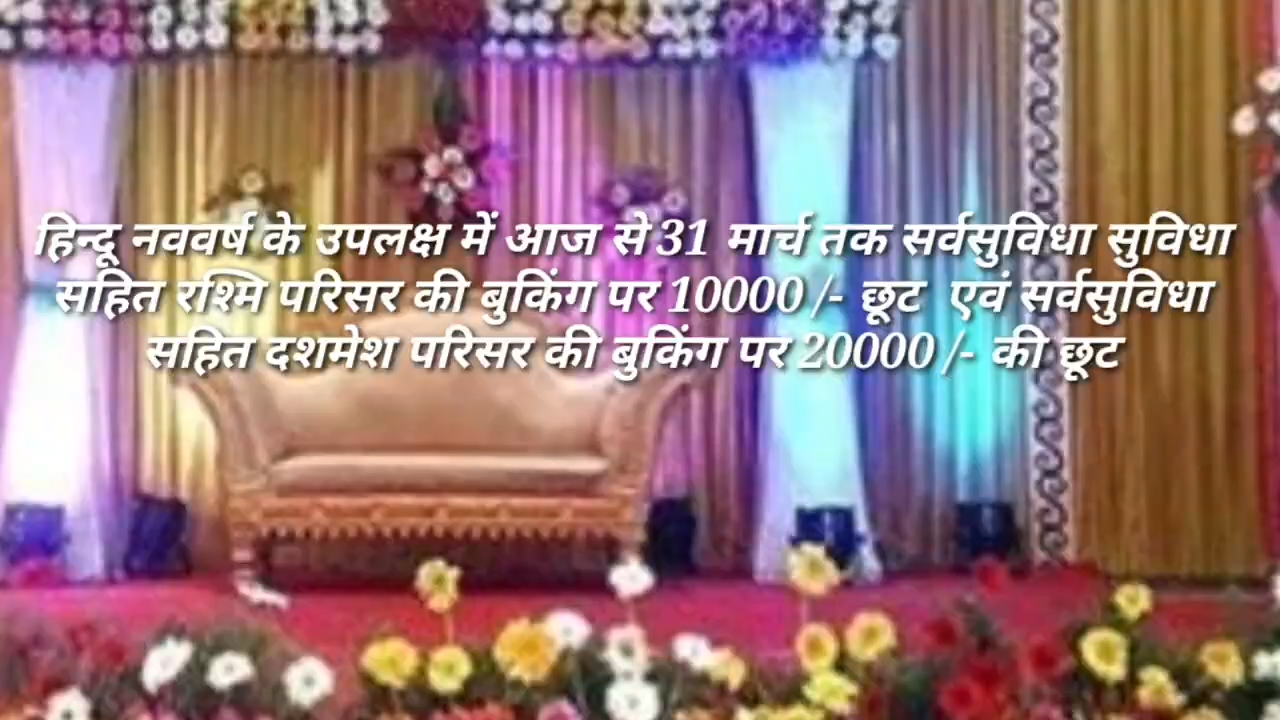 हिन्दू नववर्ष के उपलक्ष में आज से 31 मार्च तक सर्वसुविधा सुविधा
सहित रश्मि परिसर की बुकिंग पर 10000 /- छूट एवं सर्वसुविधा
सहित दशमेश परिसर की बुकिंग पर 20000 /- की छूट